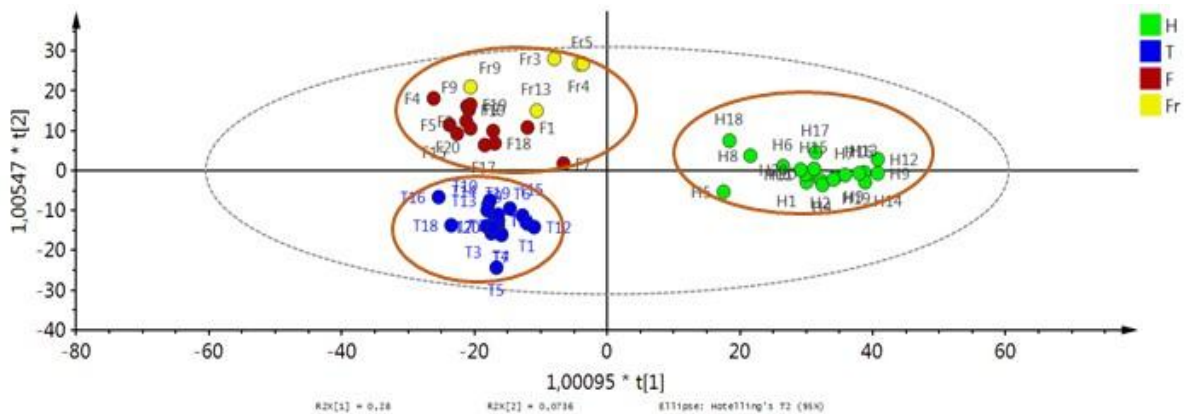 30
20
10
0
-10
-20
-30
-40
1,00547 * t[2]
-80
-60
-40
-20
0
20
40
60
1,00095 * t[1]
Fr5
Fr3
Fr4
Fr9
Fr13
F9
F4
F5
F1
F18
F20
F17
F7
H18
H17
H6
H8
H12
H5
H9
H1
H2
H14
T16
T13
T18
T12
T3
T1
T5
H
T
F
Fr
R2X[1] = 0,28
R2X[2] = 0,0736
Ellipse: Hotelling's T2 (95%)